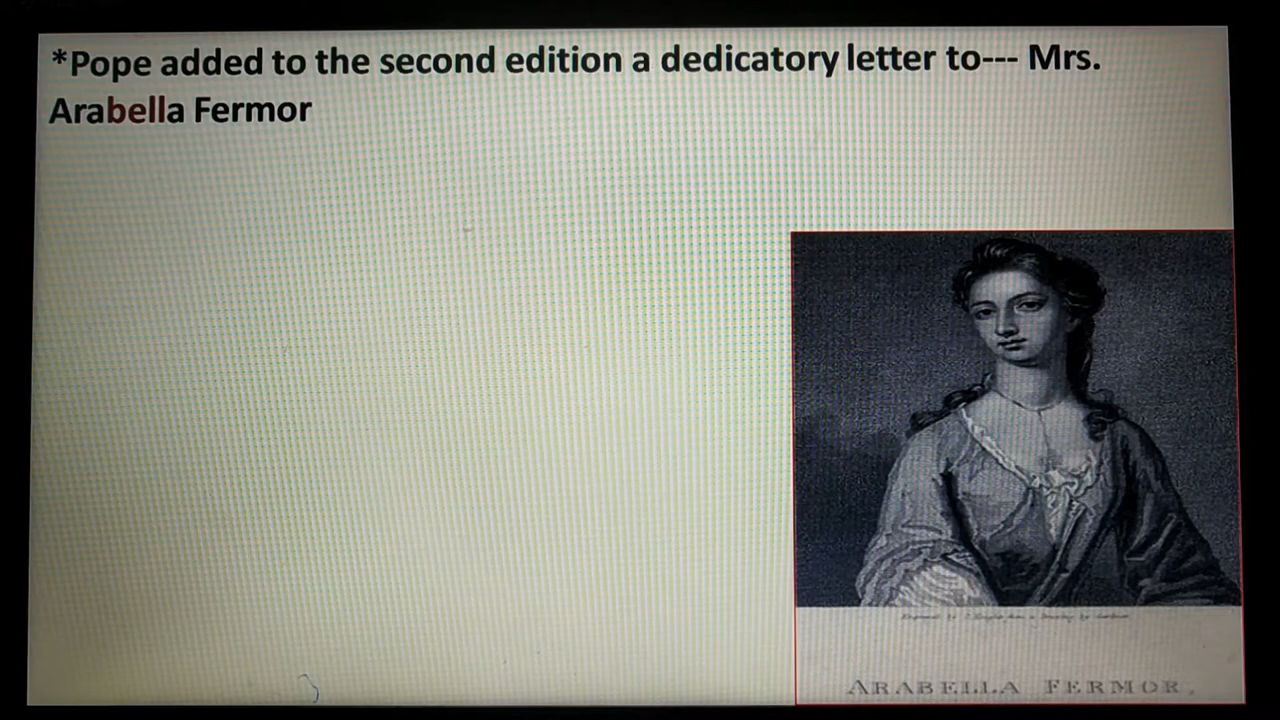 *Pope added to the second edition a dedicatory letter to--- Mrs.
Arabella Fermor
ARABELLA FERMOR,